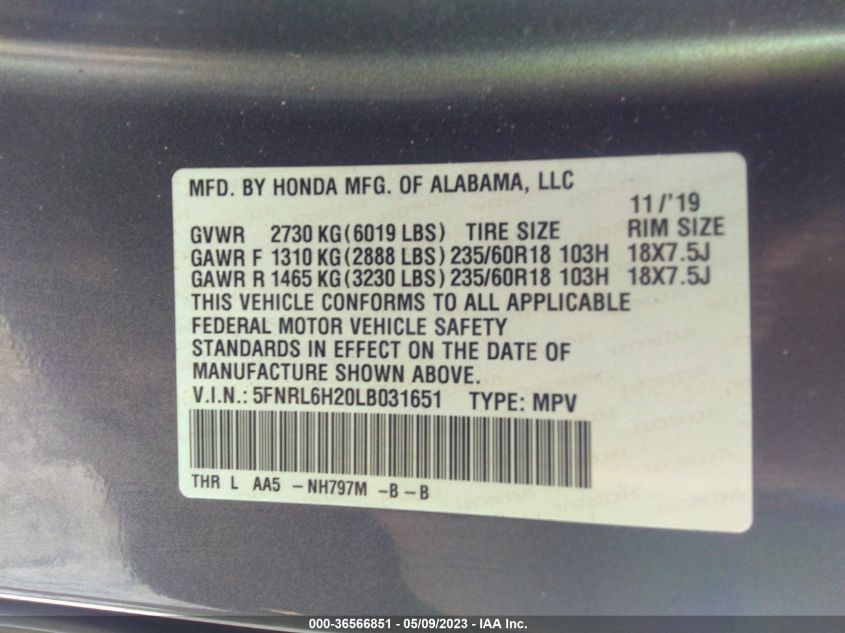 MFD. BY HONDA MFG. OF ALABAMA, LLC
11/'19
GVWR 2730 KG(6019 LBS) TIRE SIZE RIM SIZE
GAWR F 1310 KG(2888 LBS) 235/60R18 103H 18X7.5J
GAWR R 1465 KG(3230 LBS) 235/60R18 103H 18X7.5J
THIS VEHICLE CONFORMS TO ALL APPLICABLE
FEDERAL MOTOR VEHICLE SAFETY
STANDARDS IN EFFECT ON THE DATE OF
MANUFACTURE SHOWN ABOVE.
V.I.N.: 5FNRL6H20LB031651 TYPE: MPV
THR L AA5 -NH797M -B-B
000-36566851 / 05/09/2023 - IAA Inc.